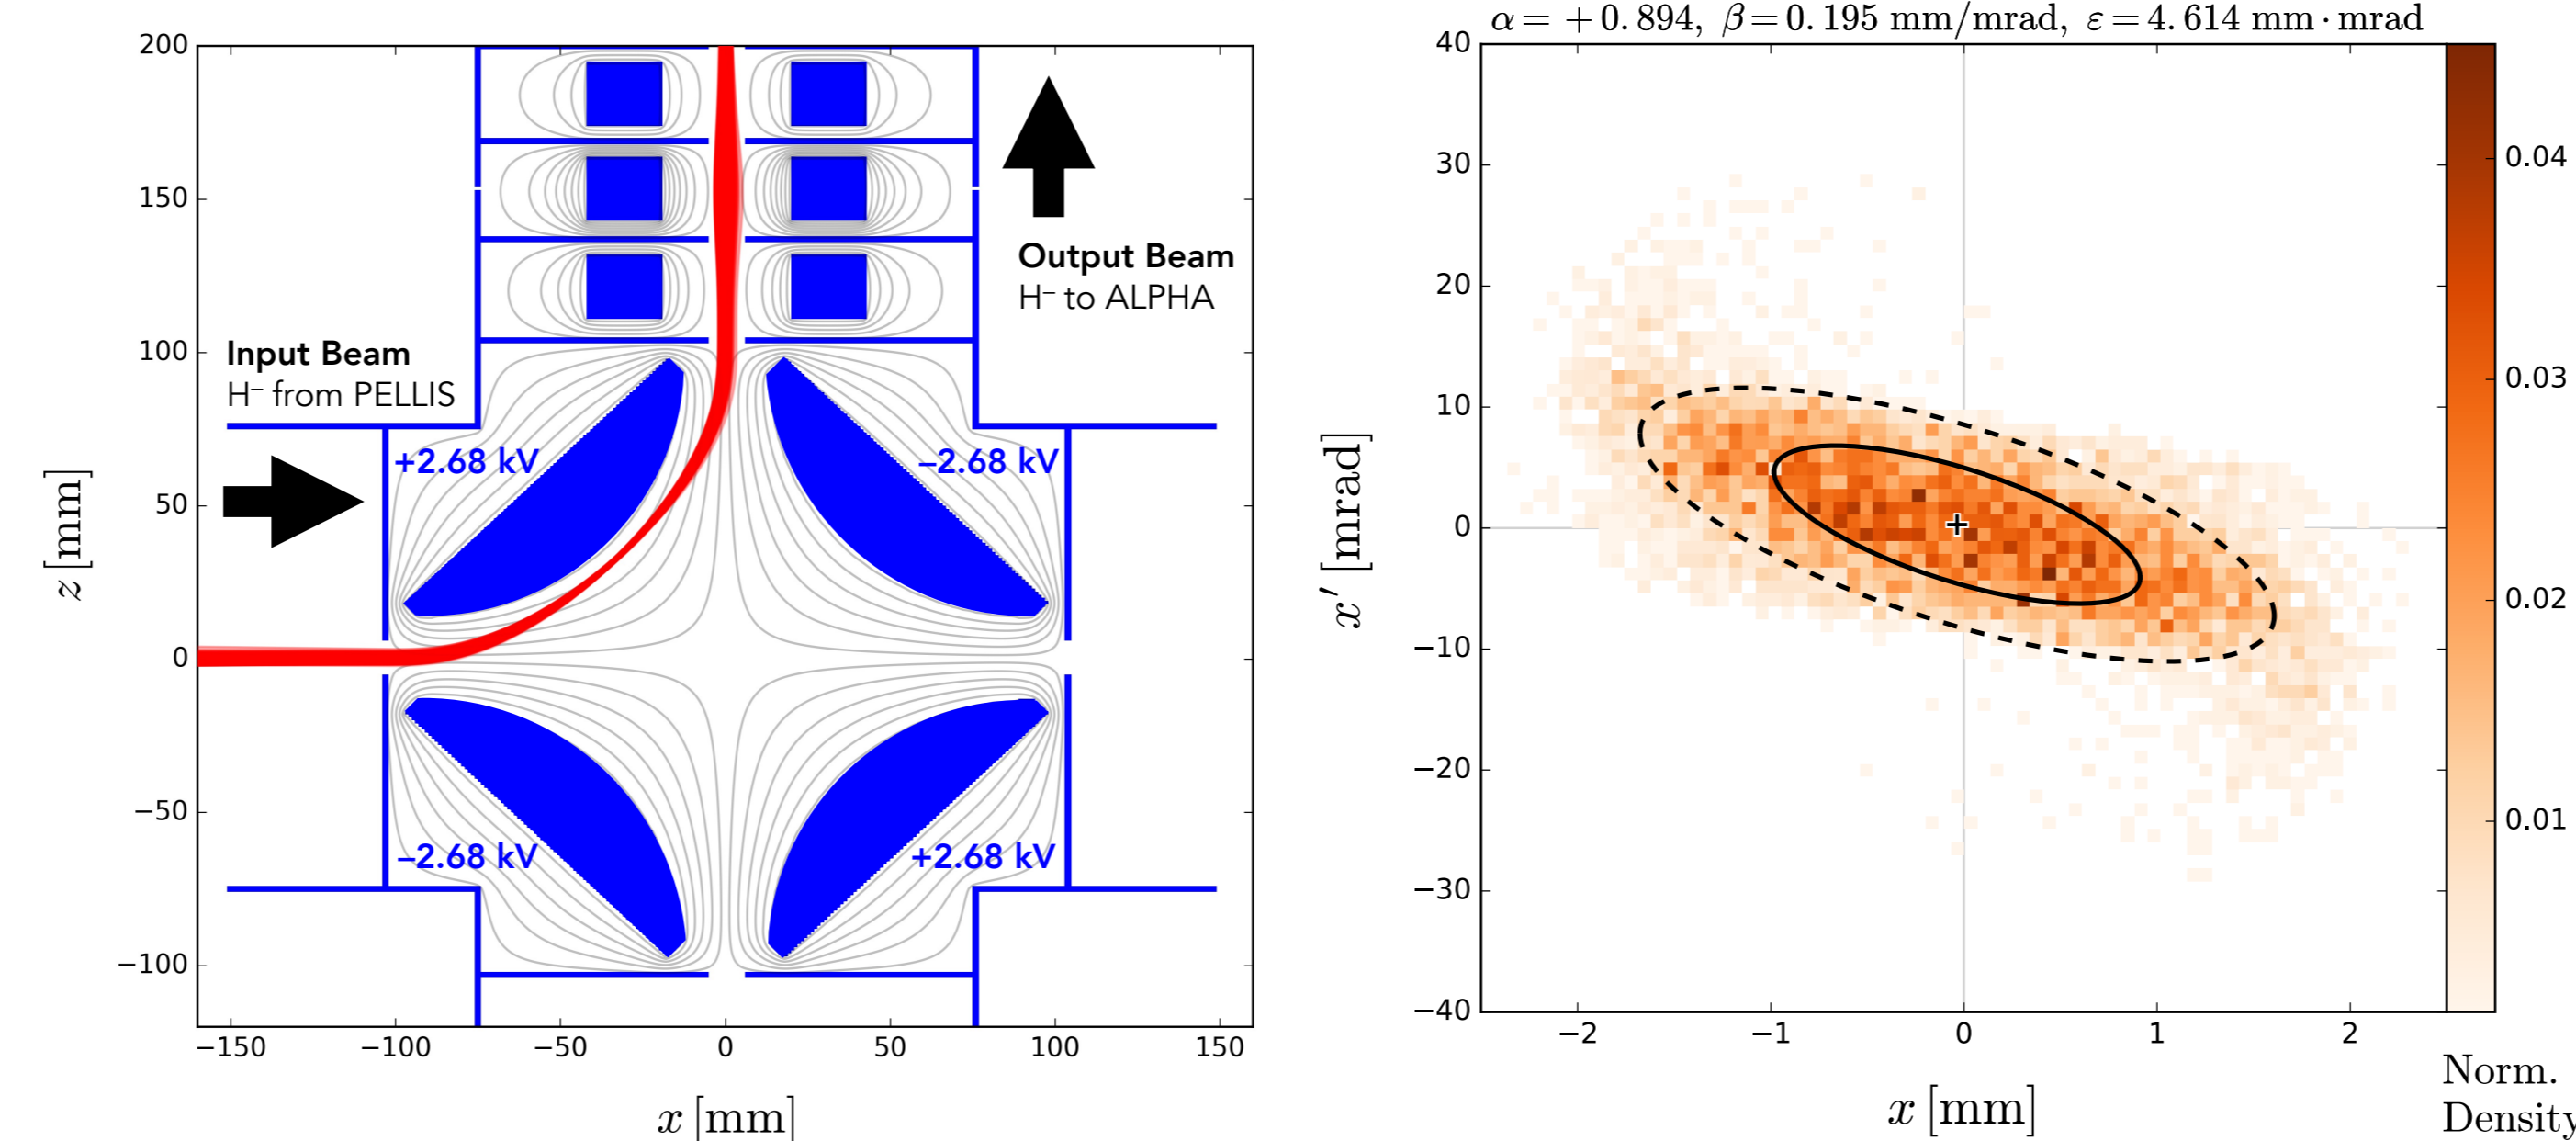 200
150
100
50
0
−50
−100
z [mm]
−150
−100
−50
0
50
100
150
x [mm]
Input Beam
H⁻ from PELLIS
Output Beam
H⁻ to ALPHA
+2.68 kV
−2.68 kV
−2.68 kV
+2.68 kV
α = +0.894, β = 0.195 mm/mrad, ε = 4.614 mm · mrad
40
30
20
10
0
−10
−20
−30
−40
x′ [mrad]
−2
−1
0
1
2
x [mm]
0.04
0.03
0.02
0.01
Norm.
Density